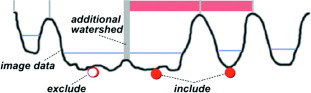 additional
watershed
image data
exclude
include